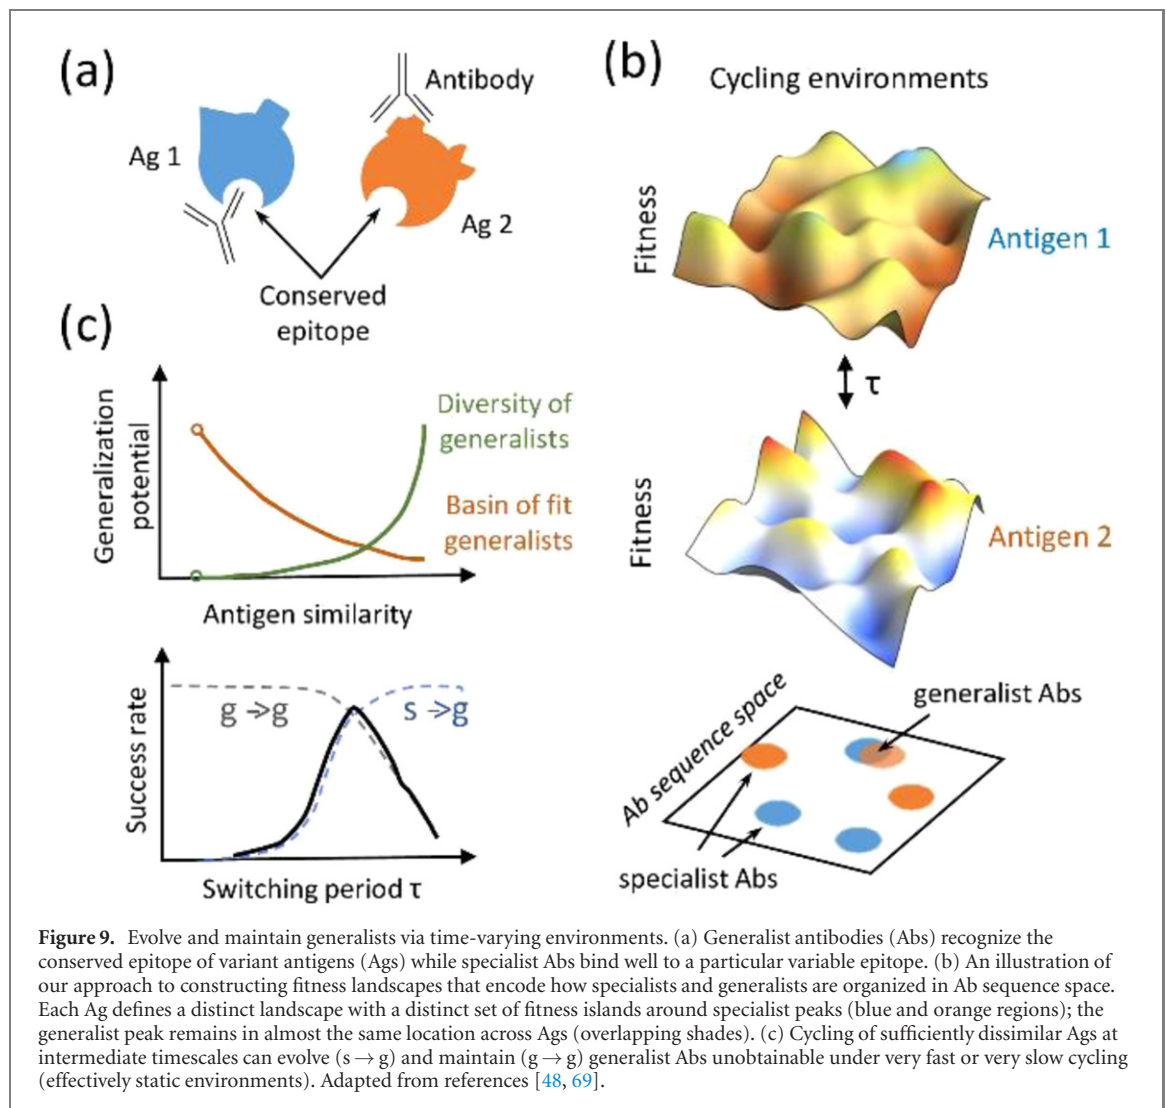 (a)
Antibody
Ag 1
Ag 2
Conserved
epitope
(b)
Cycling environments
Fitness
Antigen 1
τ
Fitness
Antigen 2
Ab sequence space
generalist Abs
specialist Abs
(c)
Generalization
potential
Diversity of
generalists
Basin of fit
generalists
Antigen similarity
Success rate
g →g
s →g
Switching period τ
Figure 9. Evolve and maintain generalists via time-varying environments. (a) Generalist antibodies (Abs) recognize the
conserved epitope of variant antigens (Ags) while specialist Abs bind well to a particular variable epitope. (b) An illustration of
our approach to constructing fitness landscapes that encode how specialists and generalists are organized in Ab sequence space.
Each Ag defines a distinct landscape with a distinct set of fitness islands around specialist peaks (blue and orange regions); the
generalist peak remains in almost the same location across Ags (overlapping shades). (c) Cycling of sufficiently dissimilar Ags at
intermediate timescales can evolve (s → g) and maintain (g → g) generalist Abs unobtainable under very fast or very slow cycling
(effectively static environments). Adapted from references [48, 69].